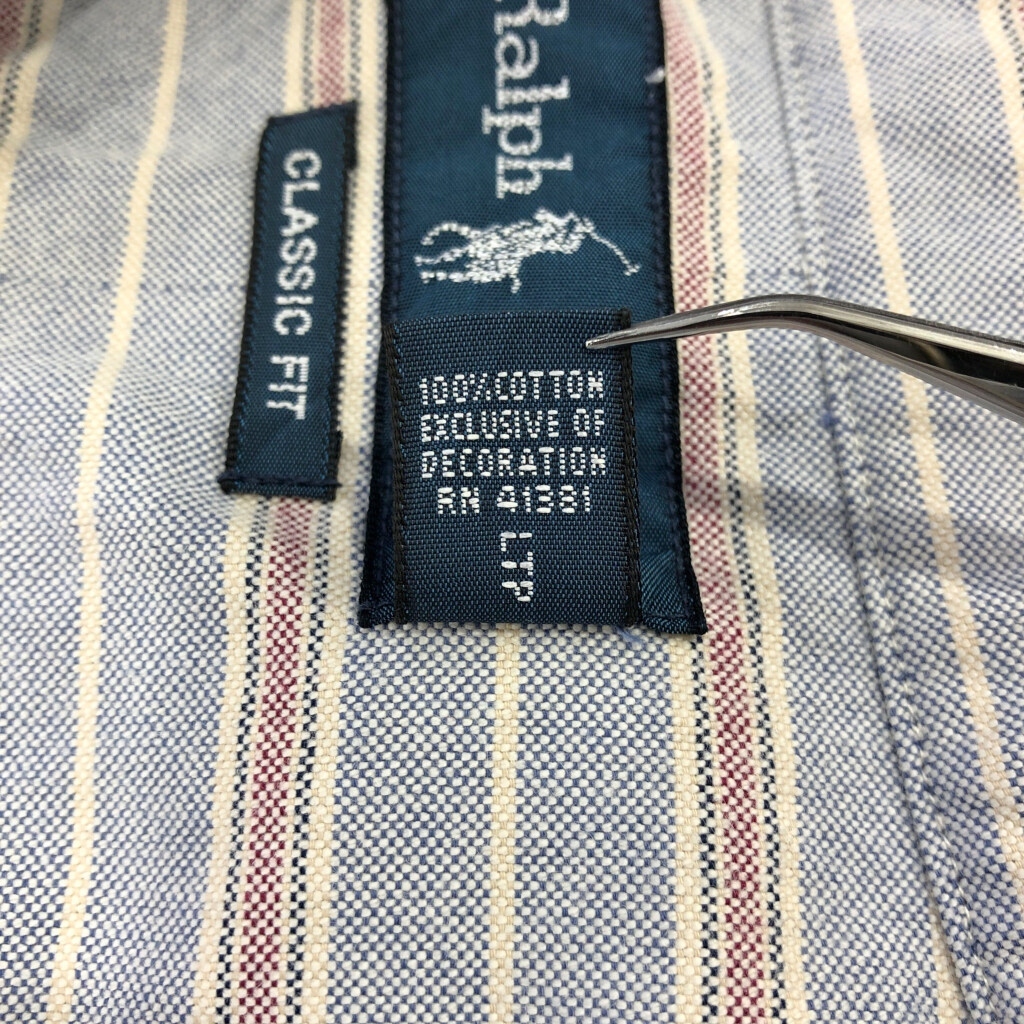 Ralph
CLASSIC FIT
100% COTTON
EXCLUSIVE OF
DECORATION
RN 41381
LTP